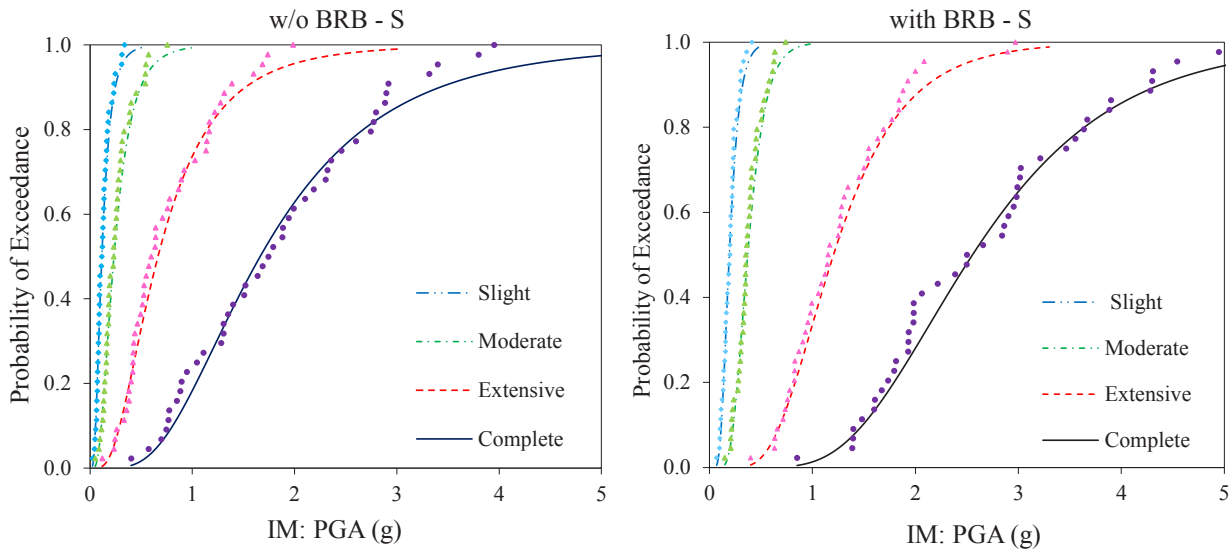 w/o BRB - S
Probability of Exceedance
1.0
0.8
0.6
0.4
0.2
0.0
0
1
2
3
4
5
IM: PGA (g)
Slight
Moderate
Extensive
Complete
with BRB - S
Probability of Exceedance
1.0
0.8
0.6
0.4
0.2
0.0
0
1
2
3
4
5
IM: PGA (g)
Slight
Moderate
Extensive
Complete